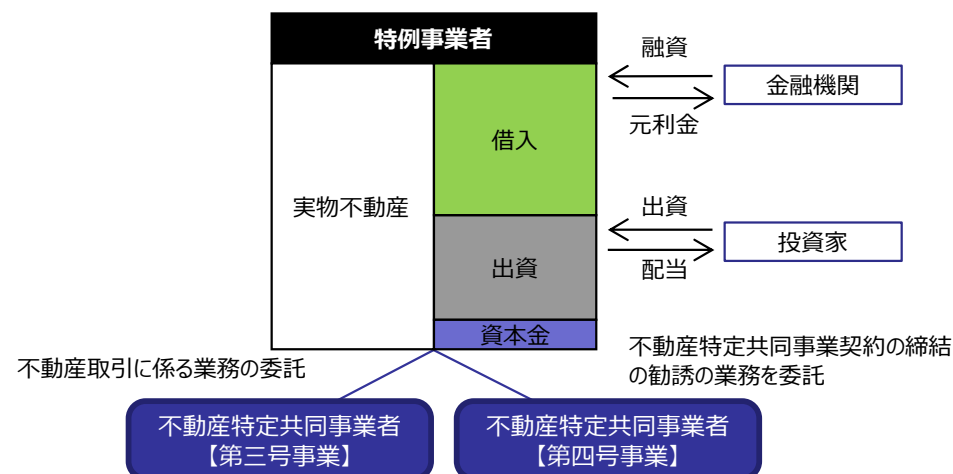 特例事業者
融資
金融機関
元利金
借入
実物不動産
出資
投資家
配当
出資
資本金
不動産取引に係る業務の委託
不動産特定共同事業契約の締結
の勧誘の業務を委託
不動産特定共同事業者
【第三号事業】
不動産特定共同事業者
【第四号事業】